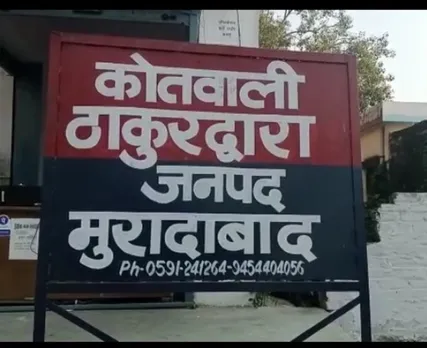 कोतवाली
ठाकुरद्वारा
जनपद
मुरादाबाद
Ph-0591-241264-9454404056